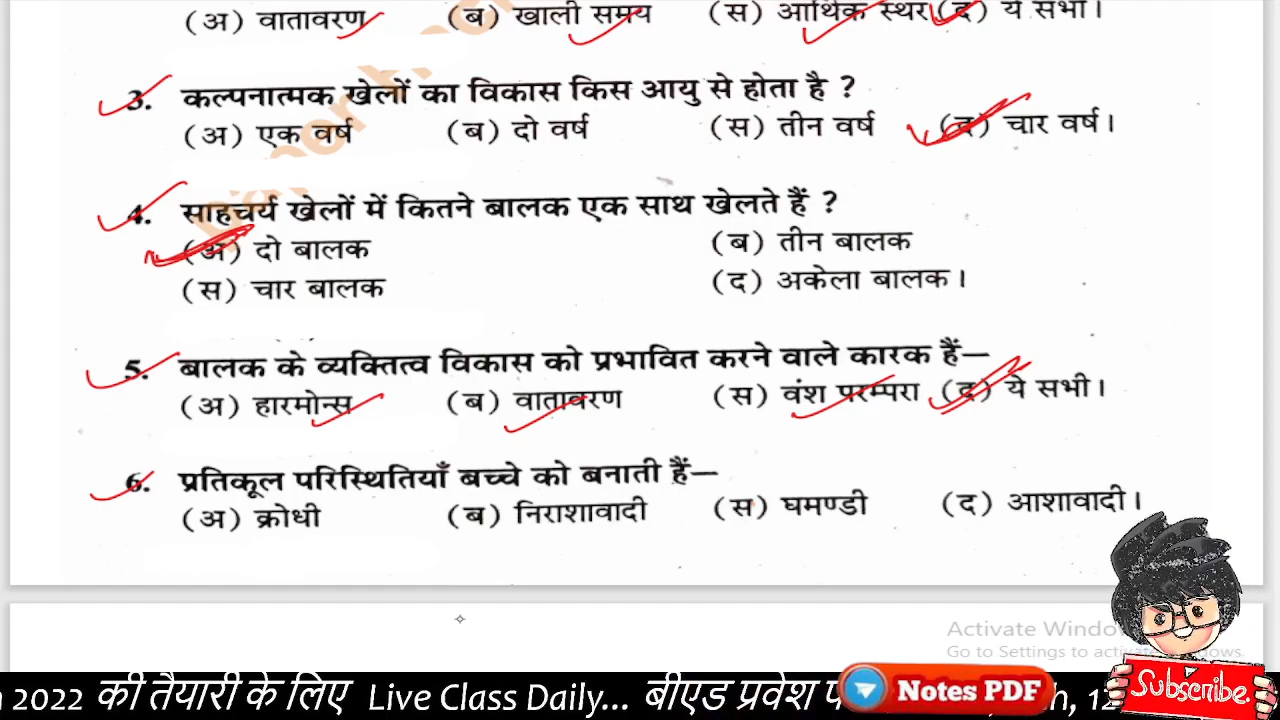 (अ) वातावरण (ब) खाली समय (स) आर्थिक स्थर (द) ये सभी।
3. कल्पनात्मक खेलों का विकास किस आयु से होता है ?
(अ) एक वर्ष (ब) दो वर्ष (स) तीन वर्ष (द) चार वर्ष।
4. साहचर्य खेलों में कितने बालक एक साथ खेलते हैं ?
(अ) दो बालक (ब) तीन बालक
(स) चार बालक (द) अकेला बालक।
5. बालक के व्यक्तित्व विकास को प्रभावित करने वाले कारक हैं—
(अ) हारमोन्स (ब) वातावरण (स) वंश परम्परा (द) ये सभी।
6. प्रतिकूल परिस्थितियाँ बच्चे को बनाती हैं—
(अ) क्रोधी (ब) निराशावादी (स) घमण्डी (द) आशावादी।
Activate Windo
Go to Settings to activ
2022 की तैयारी के लिए Live Class Daily... बीएड प्रवेश
Notes PDF
Subscribe